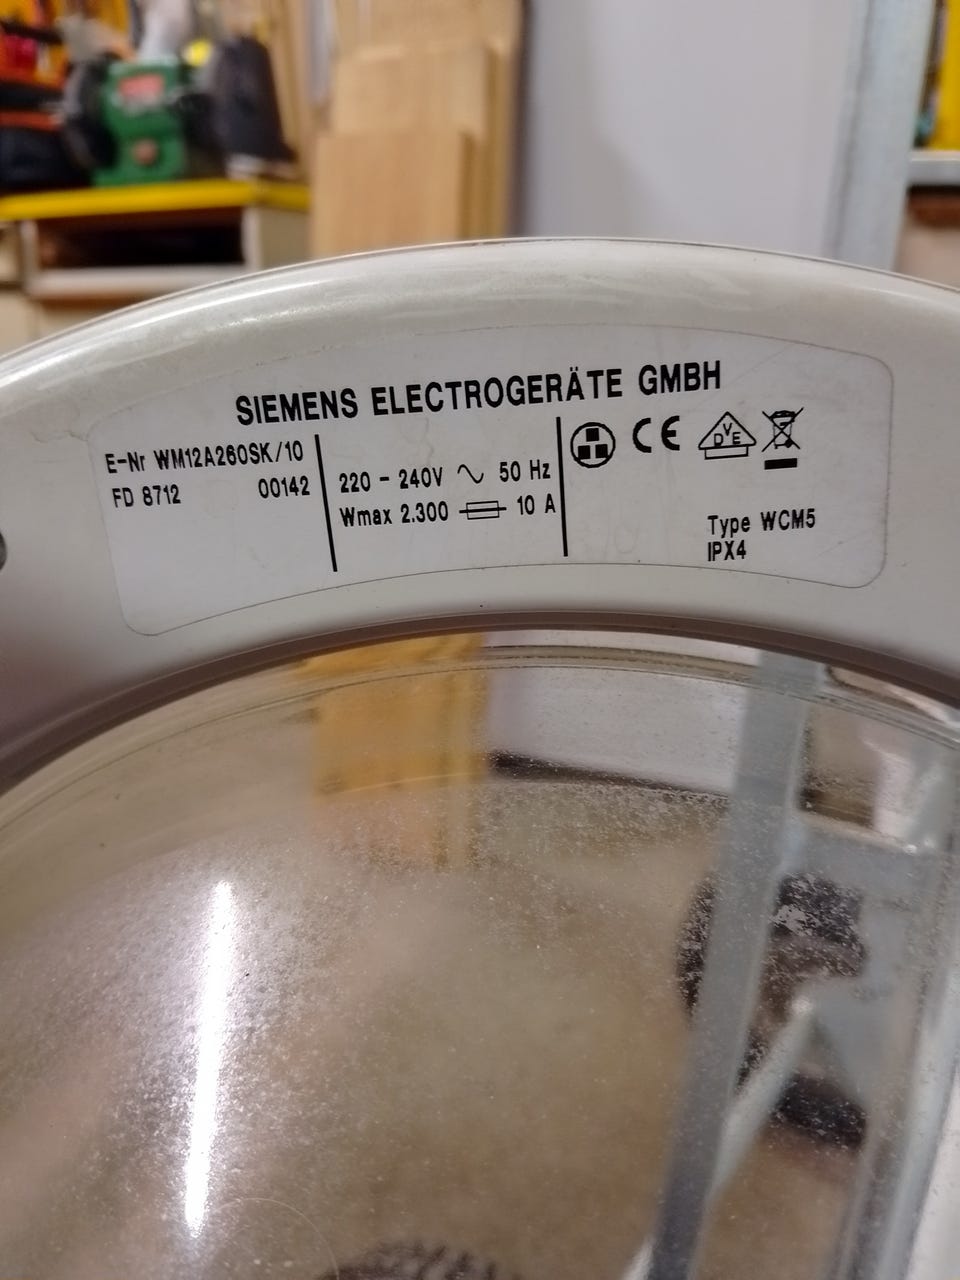 SIEMENS ELECTROGERÄTE GMBH
E-Nr WM12A260SK/10
FD 8712 00142
220 - 240V ~ 50 Hz
Wmax 2.300 10 A
CE
VDE
Type WCM5
IPX4